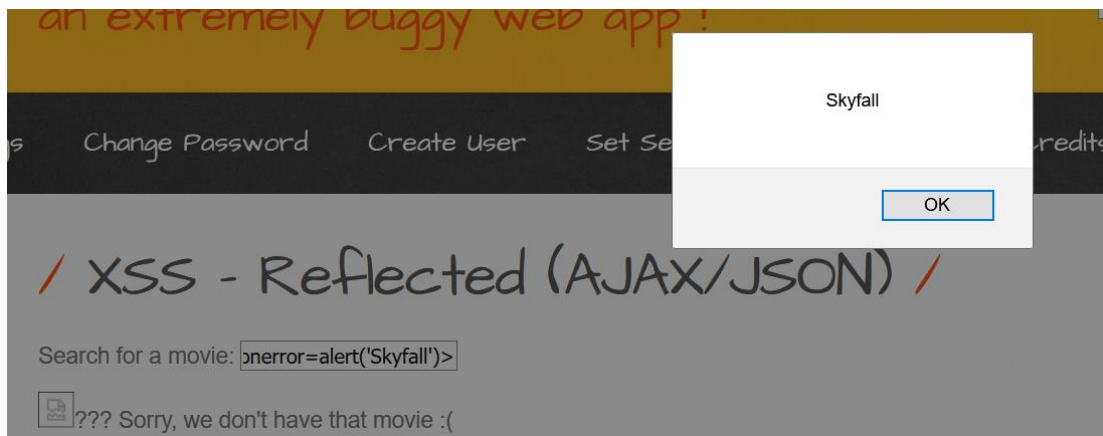 an extremely buggy web app !
Skyfall
gs Change Password Create User Set Se redits
OK
/ XSS - Reflected (AJAX/JSON) /
Search for a movie: onerror=alert('Skyfall')>
??? Sorry, we don't have that movie :(